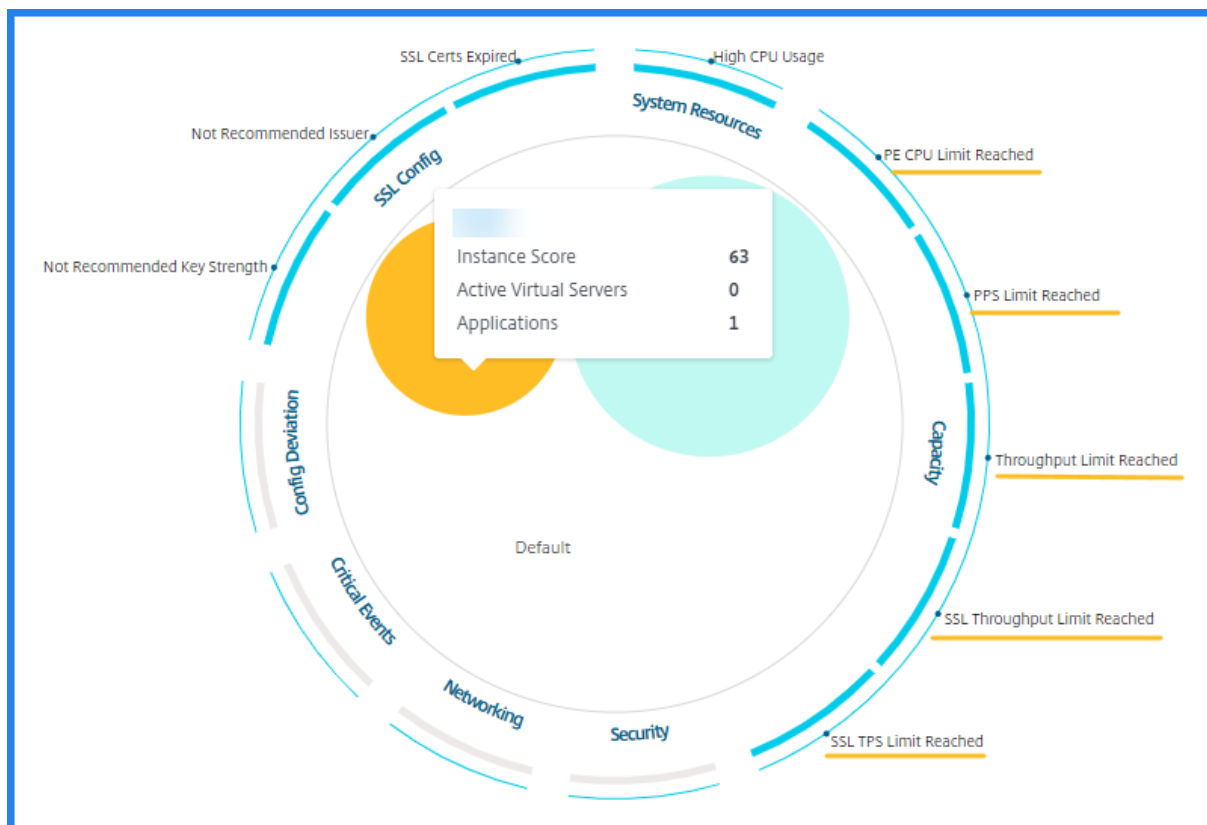 SSL Certs Expired
High CPU Usage
System Resources
Not Recommended Issuer
PE CPU Limit Reached
SSL Config
Instance Score 63
Not Recommended Key Strength
Active Virtual Servers 0
PPS Limit Reached
Applications 1
Config Deviation
Capacity
Throughput Limit Reached
Default
Critical Events
SSL Throughput Limit Reached
Networking
Security
SSL TPS Limit Reached